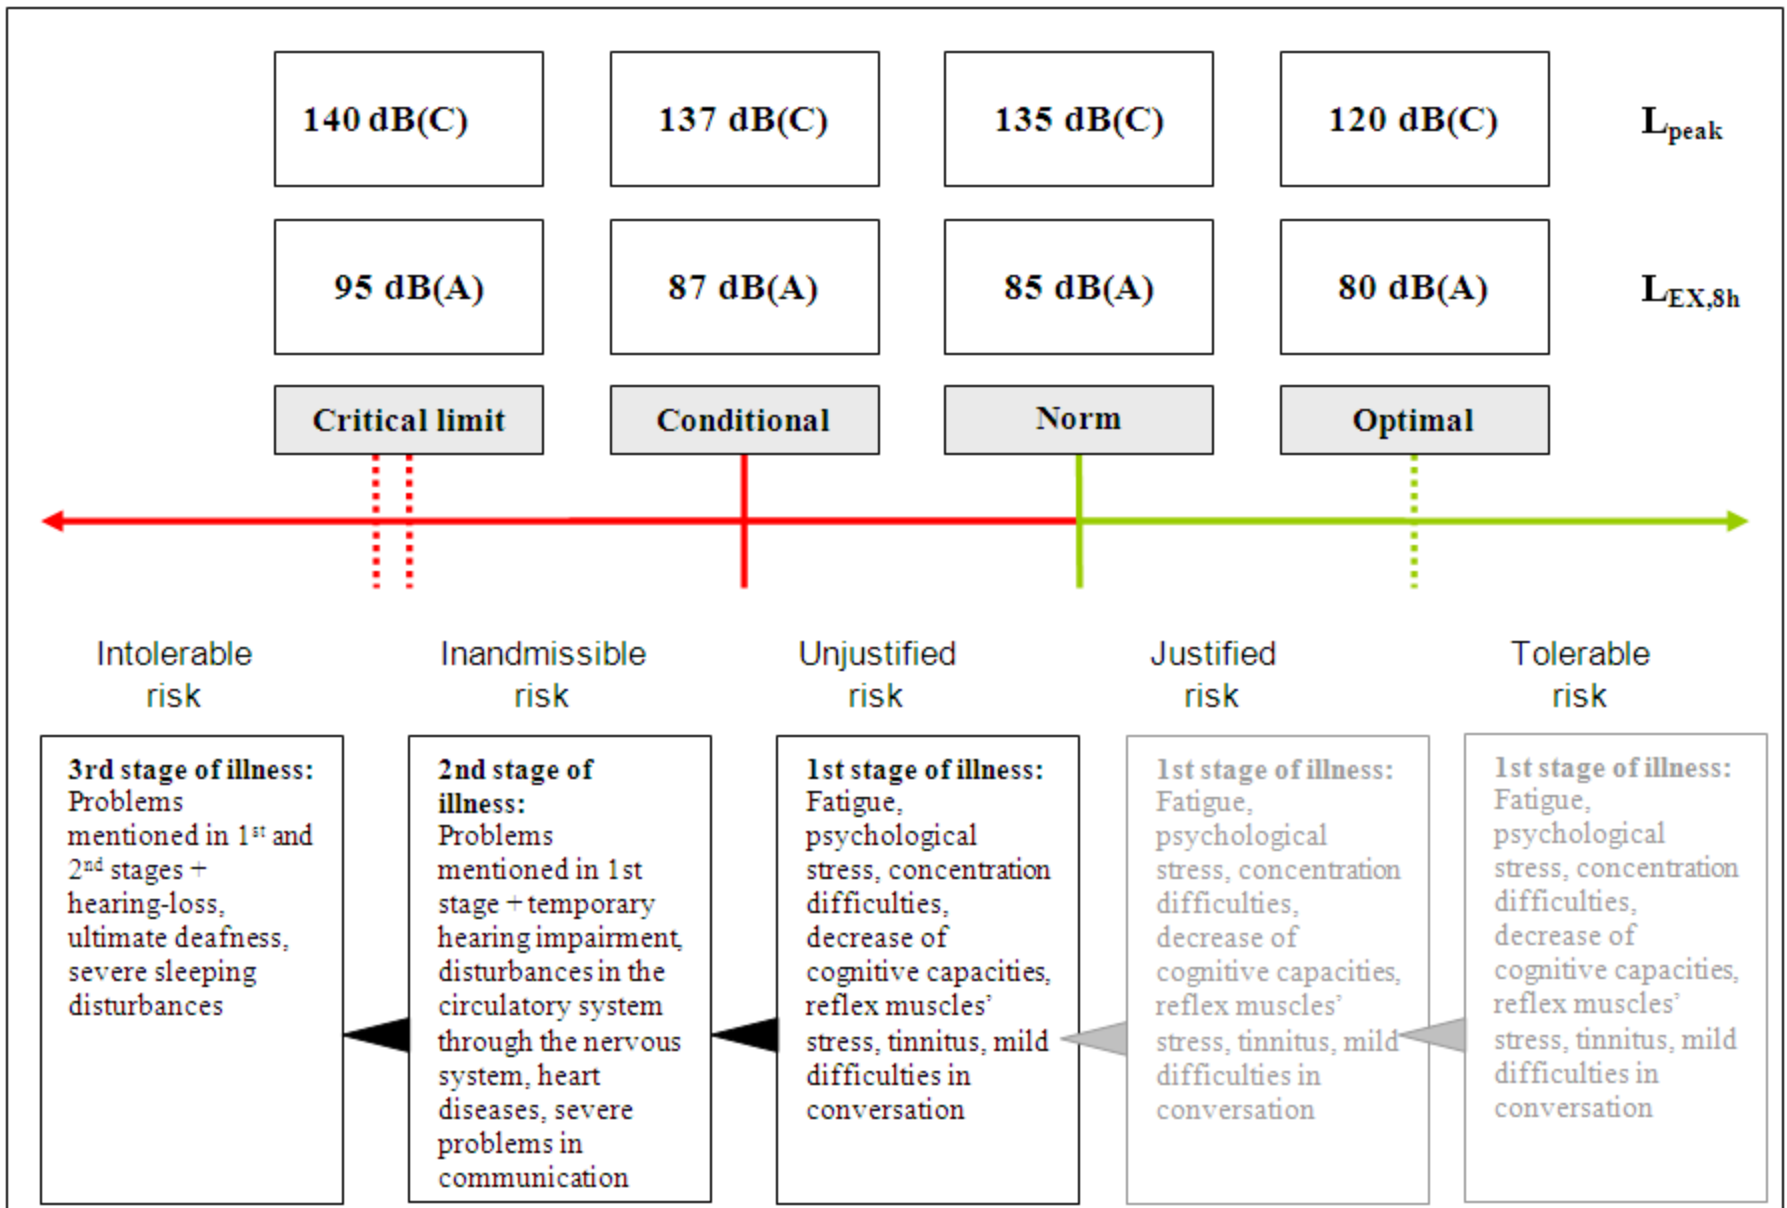 140 dB(C)
137 dB(C)
135 dB(C)
120 dB(C)
Lpeak
95 dB(A)
87 dB(A)
85 dB(A)
80 dB(A)
LEX,8h
Critical limit
Conditional
Norm
Optimal
Intolerable
risk
Inandmissible
risk
Unjustified
risk
Justified
risk
Tolerable
risk
3rd stage of illness:
Problems
mentioned in 1st and
2nd stages +
hearing-loss,
ultimate deafness,
severe sleeping
disturbances
2nd stage of
illness:
Problems
mentioned in 1st
stage + temporary
hearing impairment,
disturbances in the
circulatory system
through the nervous
system, heart
diseases, severe
problems in
communication
1st stage of illness:
Fatigue,
psychological
stress, concentration
difficulties,
decrease of
cognitive capacities,
reflex muscles’
stress, tinnitus, mild
difficulties in
conversation
1st stage of illness:
Fatigue,
psychological
stress, concentration
difficulties,
decrease of
cognitive capacities,
reflex muscles’
stress, tinnitus, mild
difficulties in
conversation
1st stage of illness:
Fatigue,
psychological
stress, concentration
difficulties,
decrease of
cognitive capacities,
reflex muscles’
stress, tinnitus, mild
difficulties in
conversation